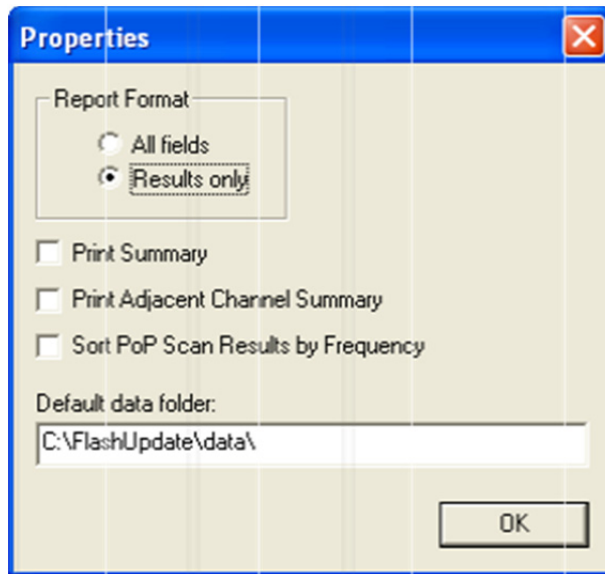 Properties
Report Format
All fields
Results only
Print Summary
Print Adjacent Channel Summary
Sort PoP Scan Results by Frequency
Default data folder:
C:\FlashUpdate\data\
OK